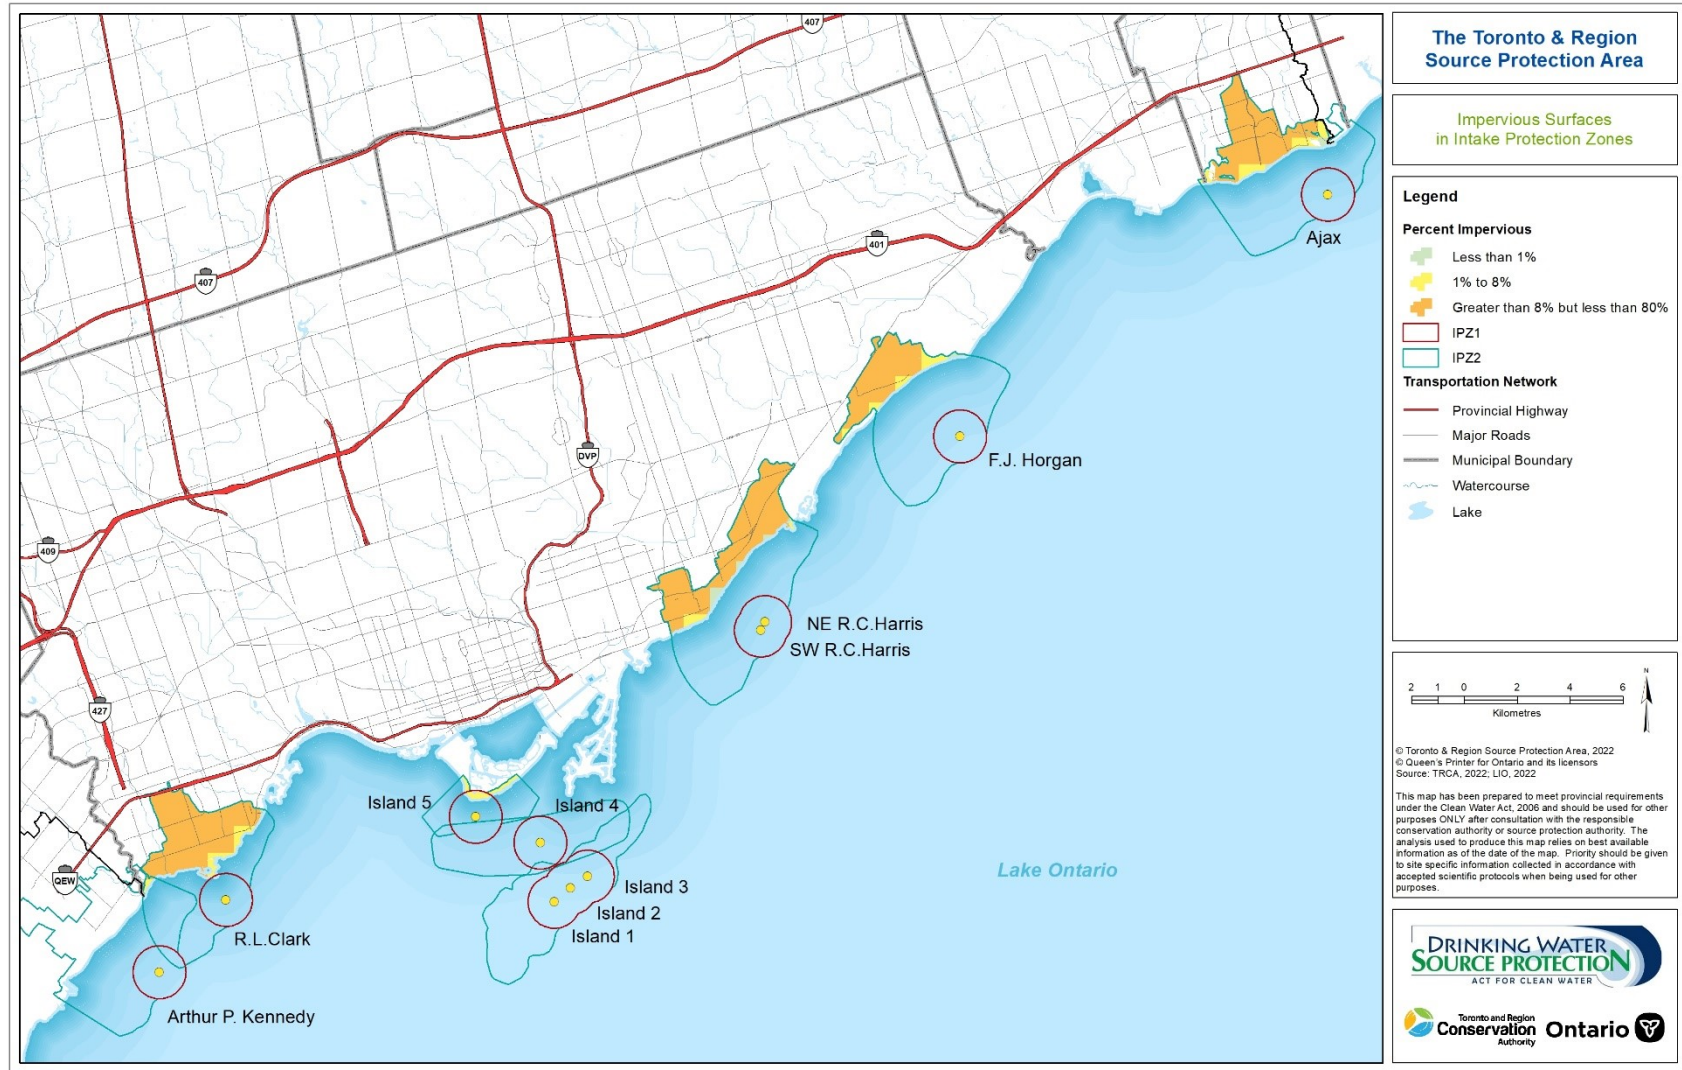 The Toronto & Region
Source Protection Area
Impervious Surfaces
in Intake Protection Zones
Legend
Percent Impervious
Less than 1%
1% to 8%
Greater than 8% but less than 80%
IPZ1
IPZ2
Transportation Network
Provincial Highway
Major Roads
Municipal Boundary
Watercourse
Lake
2 1 0 2 4 6
Kilometres
N
© Toronto & Region Source Protection Area, 2022
© Queen's Printer for Ontario and its licensors
Source: TRCA, 2022; LIO, 2022
This map has been prepared to meet provincial requirements
under the Clean Water Act, 2006 and should be used for other
purposes ONLY after consultation with the responsible
conservation authority or source protection authority. The
analysis used to produce this map relies on best available
information as of the date of the map. Priority should be given
to site specific information collected in accordance with
accepted scientific protocols when being used for other
purposes.
DRINKING WATER
SOURCE PROTECTION
ACT FOR CLEAN WATER
Toronto and Region
Conservation
Authority
Ontario
407
407
401
DVP
409
427
QEW
Ajax
F.J. Horgan
NE R.C.Harris
SW R.C.Harris
Island 5
Island 4
Island 3
Island 2
Island 1
Lake Ontario
R.L.Clark
Arthur P. Kennedy